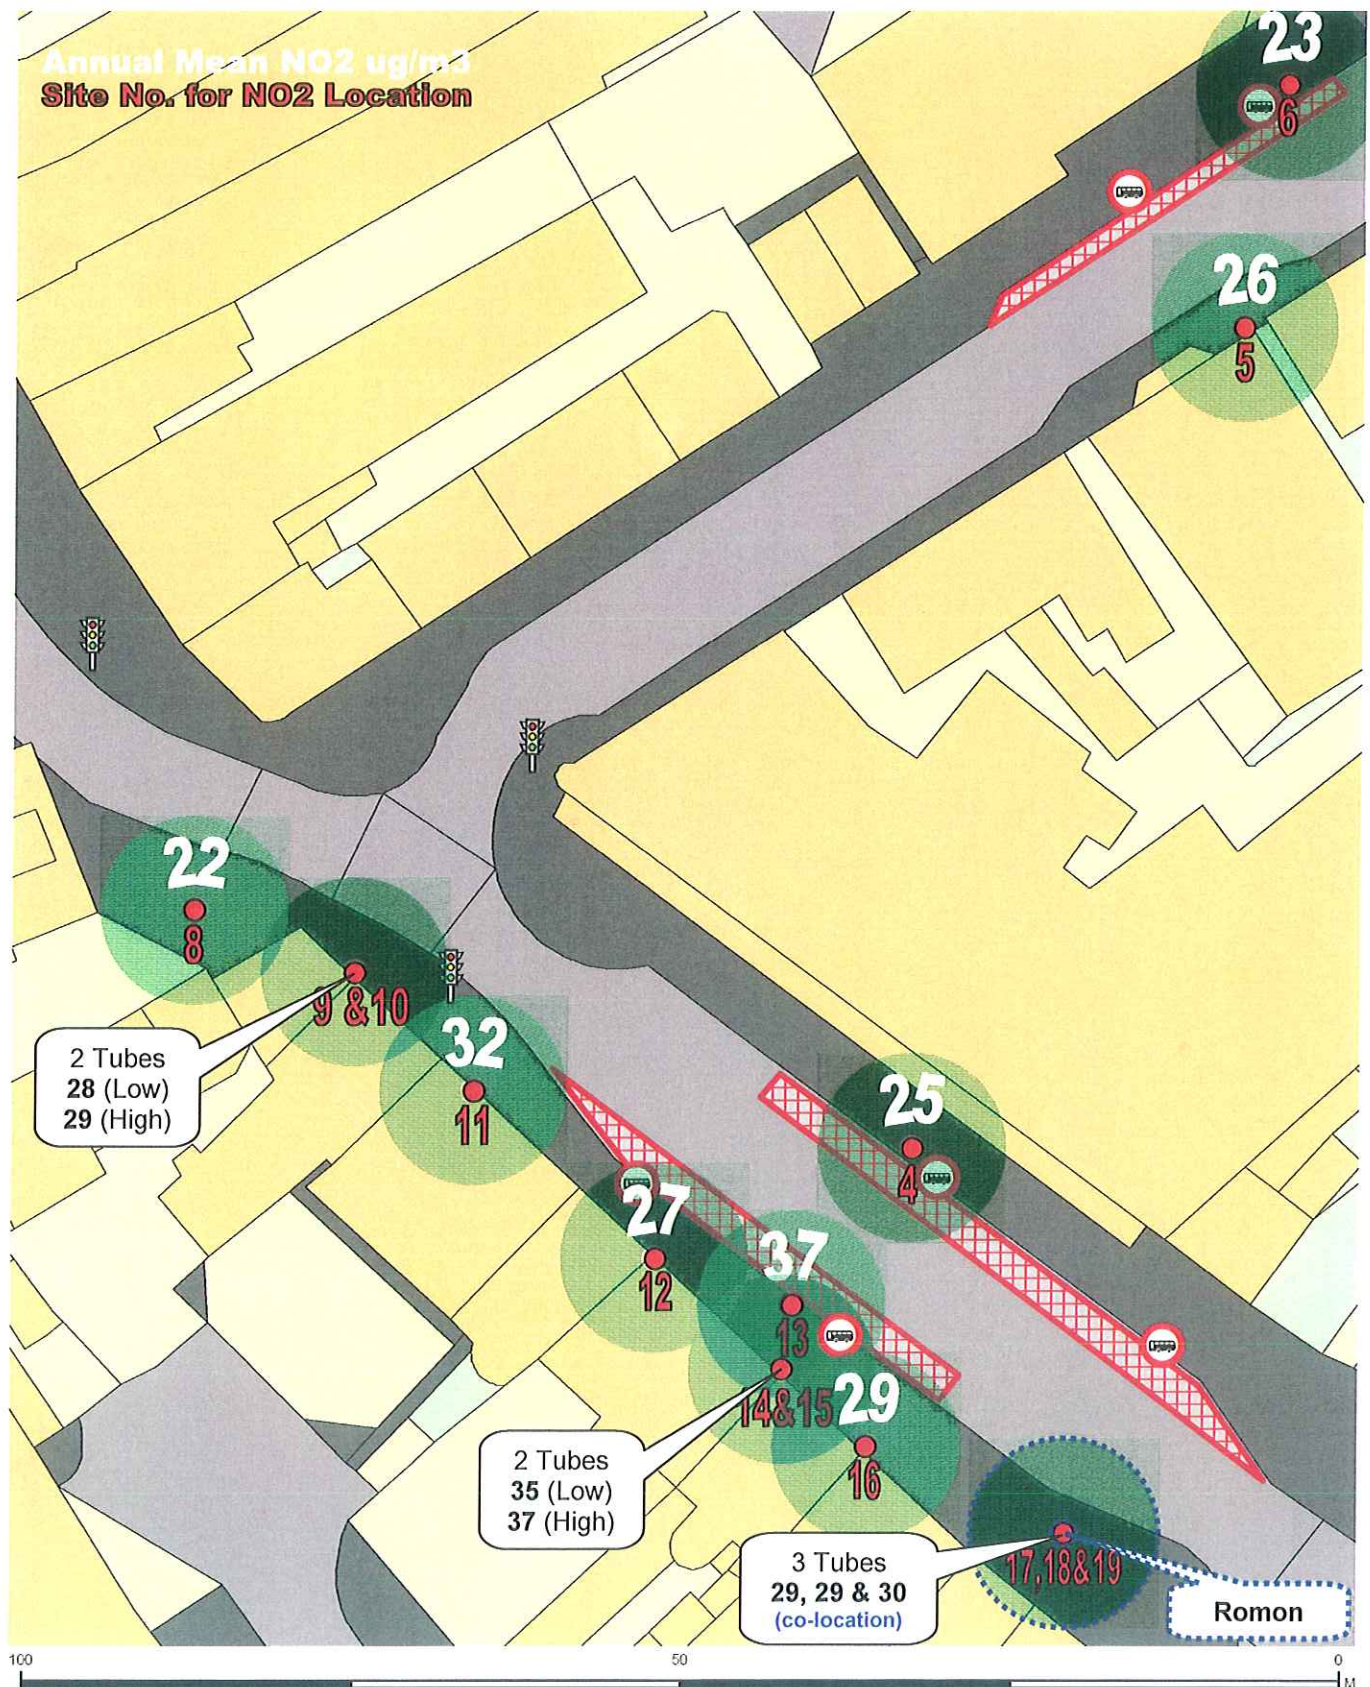 Annual Mean NO2 ug/m3
Site No. for NO2 Location
23
6
26
5
22
8
9 &10
2 Tubes
28 (Low)
29 (High)
32
11
25
4
27
12
37
13
14&15
29
16
2 Tubes
35 (Low)
37 (High)
17,18&19
3 Tubes
29, 29 & 30
(co-location)
Romon
100
50
0
M